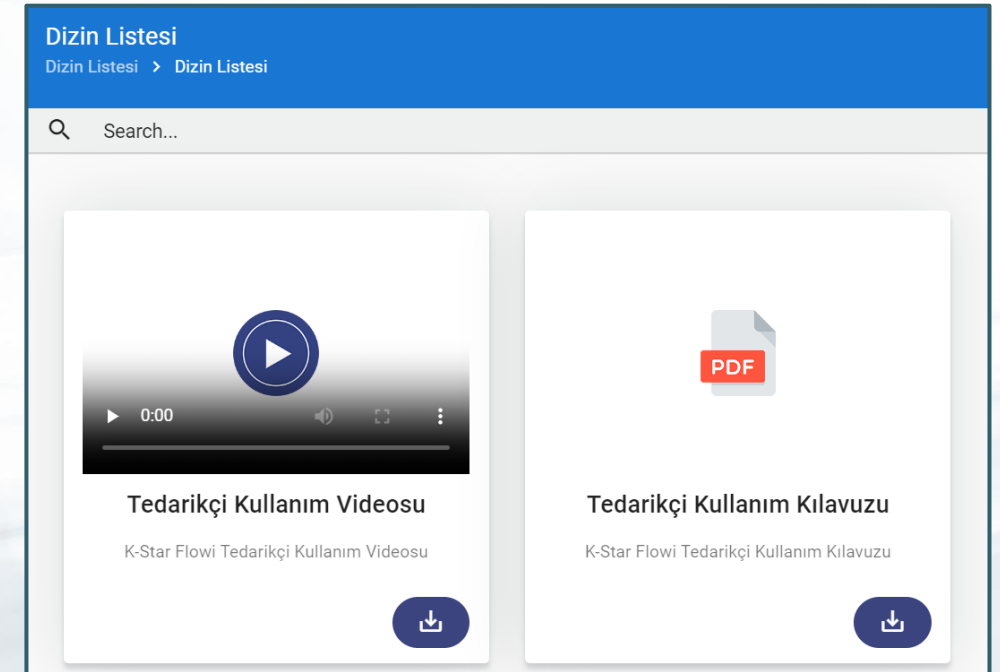 Dizin Listesi
Dizin Listesi > Dizin Listesi
Search...
0:00
PDF
Tedarikçi Kullanım Videosu
K-Star Flowi Tedarikçi Kullanım Videosu
Tedarikçi Kullanım Kılavuzu
K-Star Flowi Tedarikçi Kullanım Kılavuzu